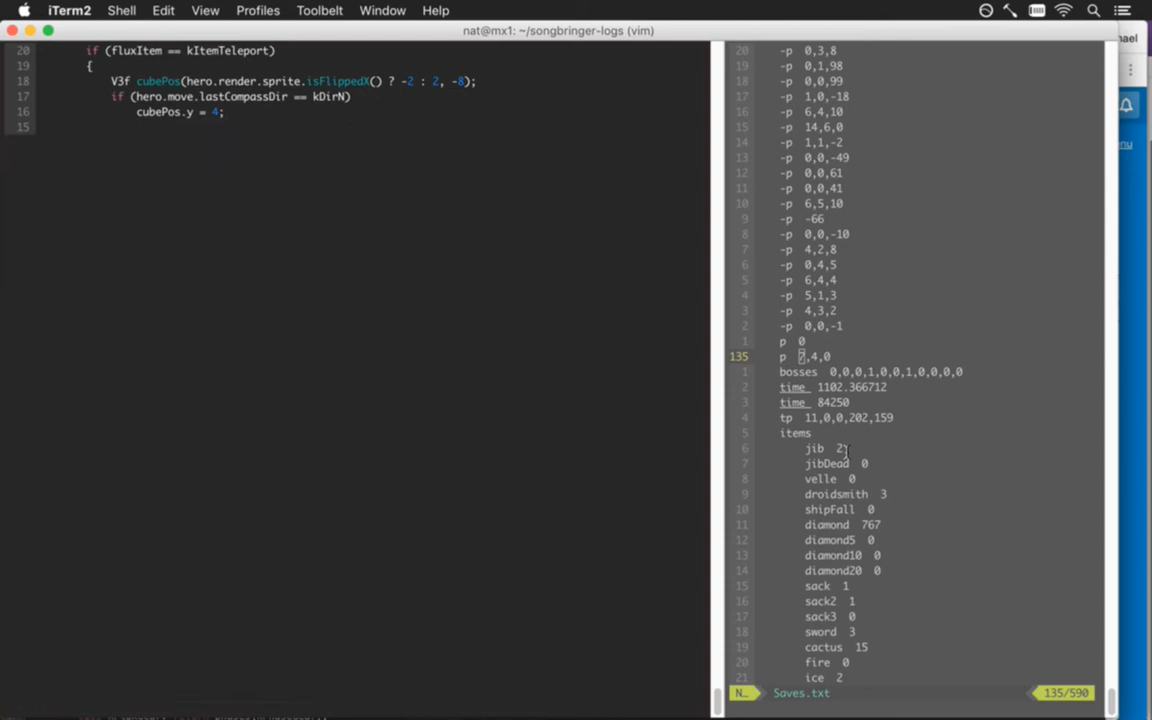 iTerm2 Shell Edit View Profiles Toolbelt Window Help
nat@mx1: ~/songbringer-logs (vim)
20 if (fluxItem == kItemTeleport)
19 {
18 V3f cubePos(hero.render.sprite.isFlippedX() ? -2 : 2, -8);
17 if (hero.move.lastCompassDir == kDirN)
16 cubePos.y = 4;
15
20 -p 0,3,8
19 -p 0,1,98
18 -p 0,0,99
17 -p 1,0,-18
16 -p 6,4,10
15 -p 14,6,0
14 -p 1,1,-2
13 -p 0,0,-49
12 -p 0,0,61
11 -p 0,0,41
10 -p 6,5,10
9 -p -66
8 -p 0,0,-10
7 -p 4,2,8
6 -p 0,4,5
5 -p 6,4,4
4 -p 5,1,3
3 -p 4,3,2
2 -p 0,0,-1
1 p 0
135 p 7,4,0
1 bosses 0,0,0,1,0,0,1,0,0,0,0
2 time_ 1102.366712
3 time_ 84250
4 tp 11,0,0,202,159
5 items
6 jib 2
7 jibDead 0
8 velle 0
9 droidsmith 3
10 shipFall 0
11 diamond 767
12 diamond5 0
13 diamond10 0
14 diamond20 0
15 sack 1
16 sack2 1
17 sack3 0
18 sword 3
19 cactus 15
20 fire 0
21 ice 2
N… Saves.txt 135/590